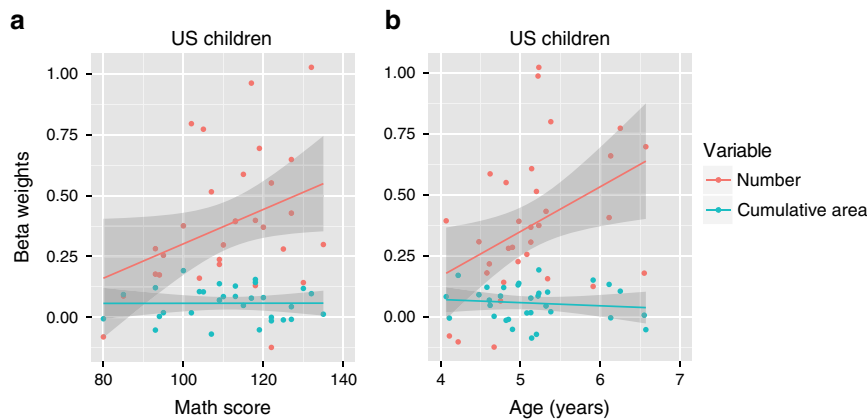 a
US children
Beta weights
1.00
0.75
0.50
0.25
0.00
80
100
120
140
Math score
b
US children
1.00
0.75
0.50
0.25
0.00
4
5
6
7
Age (years)
Variable
Number
Cumulative area